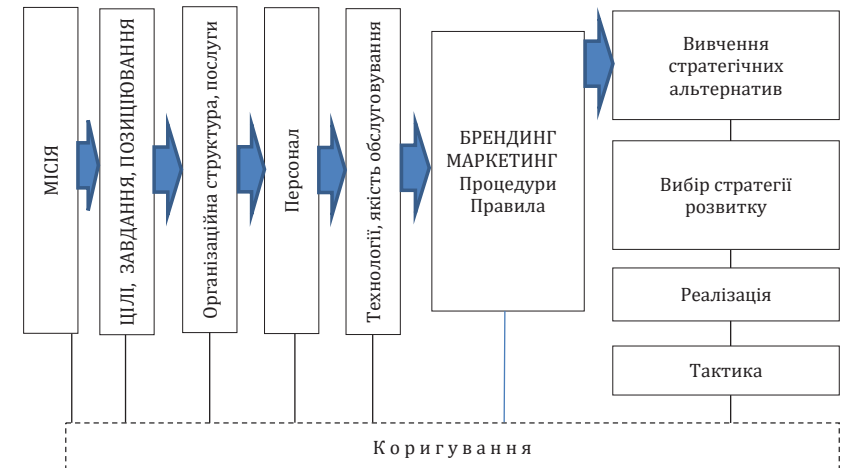 МІСІЯ
ЦІЛІ, ЗАВДАННЯ, ПОЗИЦІЮВАННЯ
Організаційна структура, послуги
Персонал
Технології, якість обслуговування
БРЕНДИНГ
МАРКЕТИНГ
Процедури
Правила
Вивчення
стратегічних
альтернатив
Вибір стратегії
розвитку
Реалізація
Тактика
Коригування